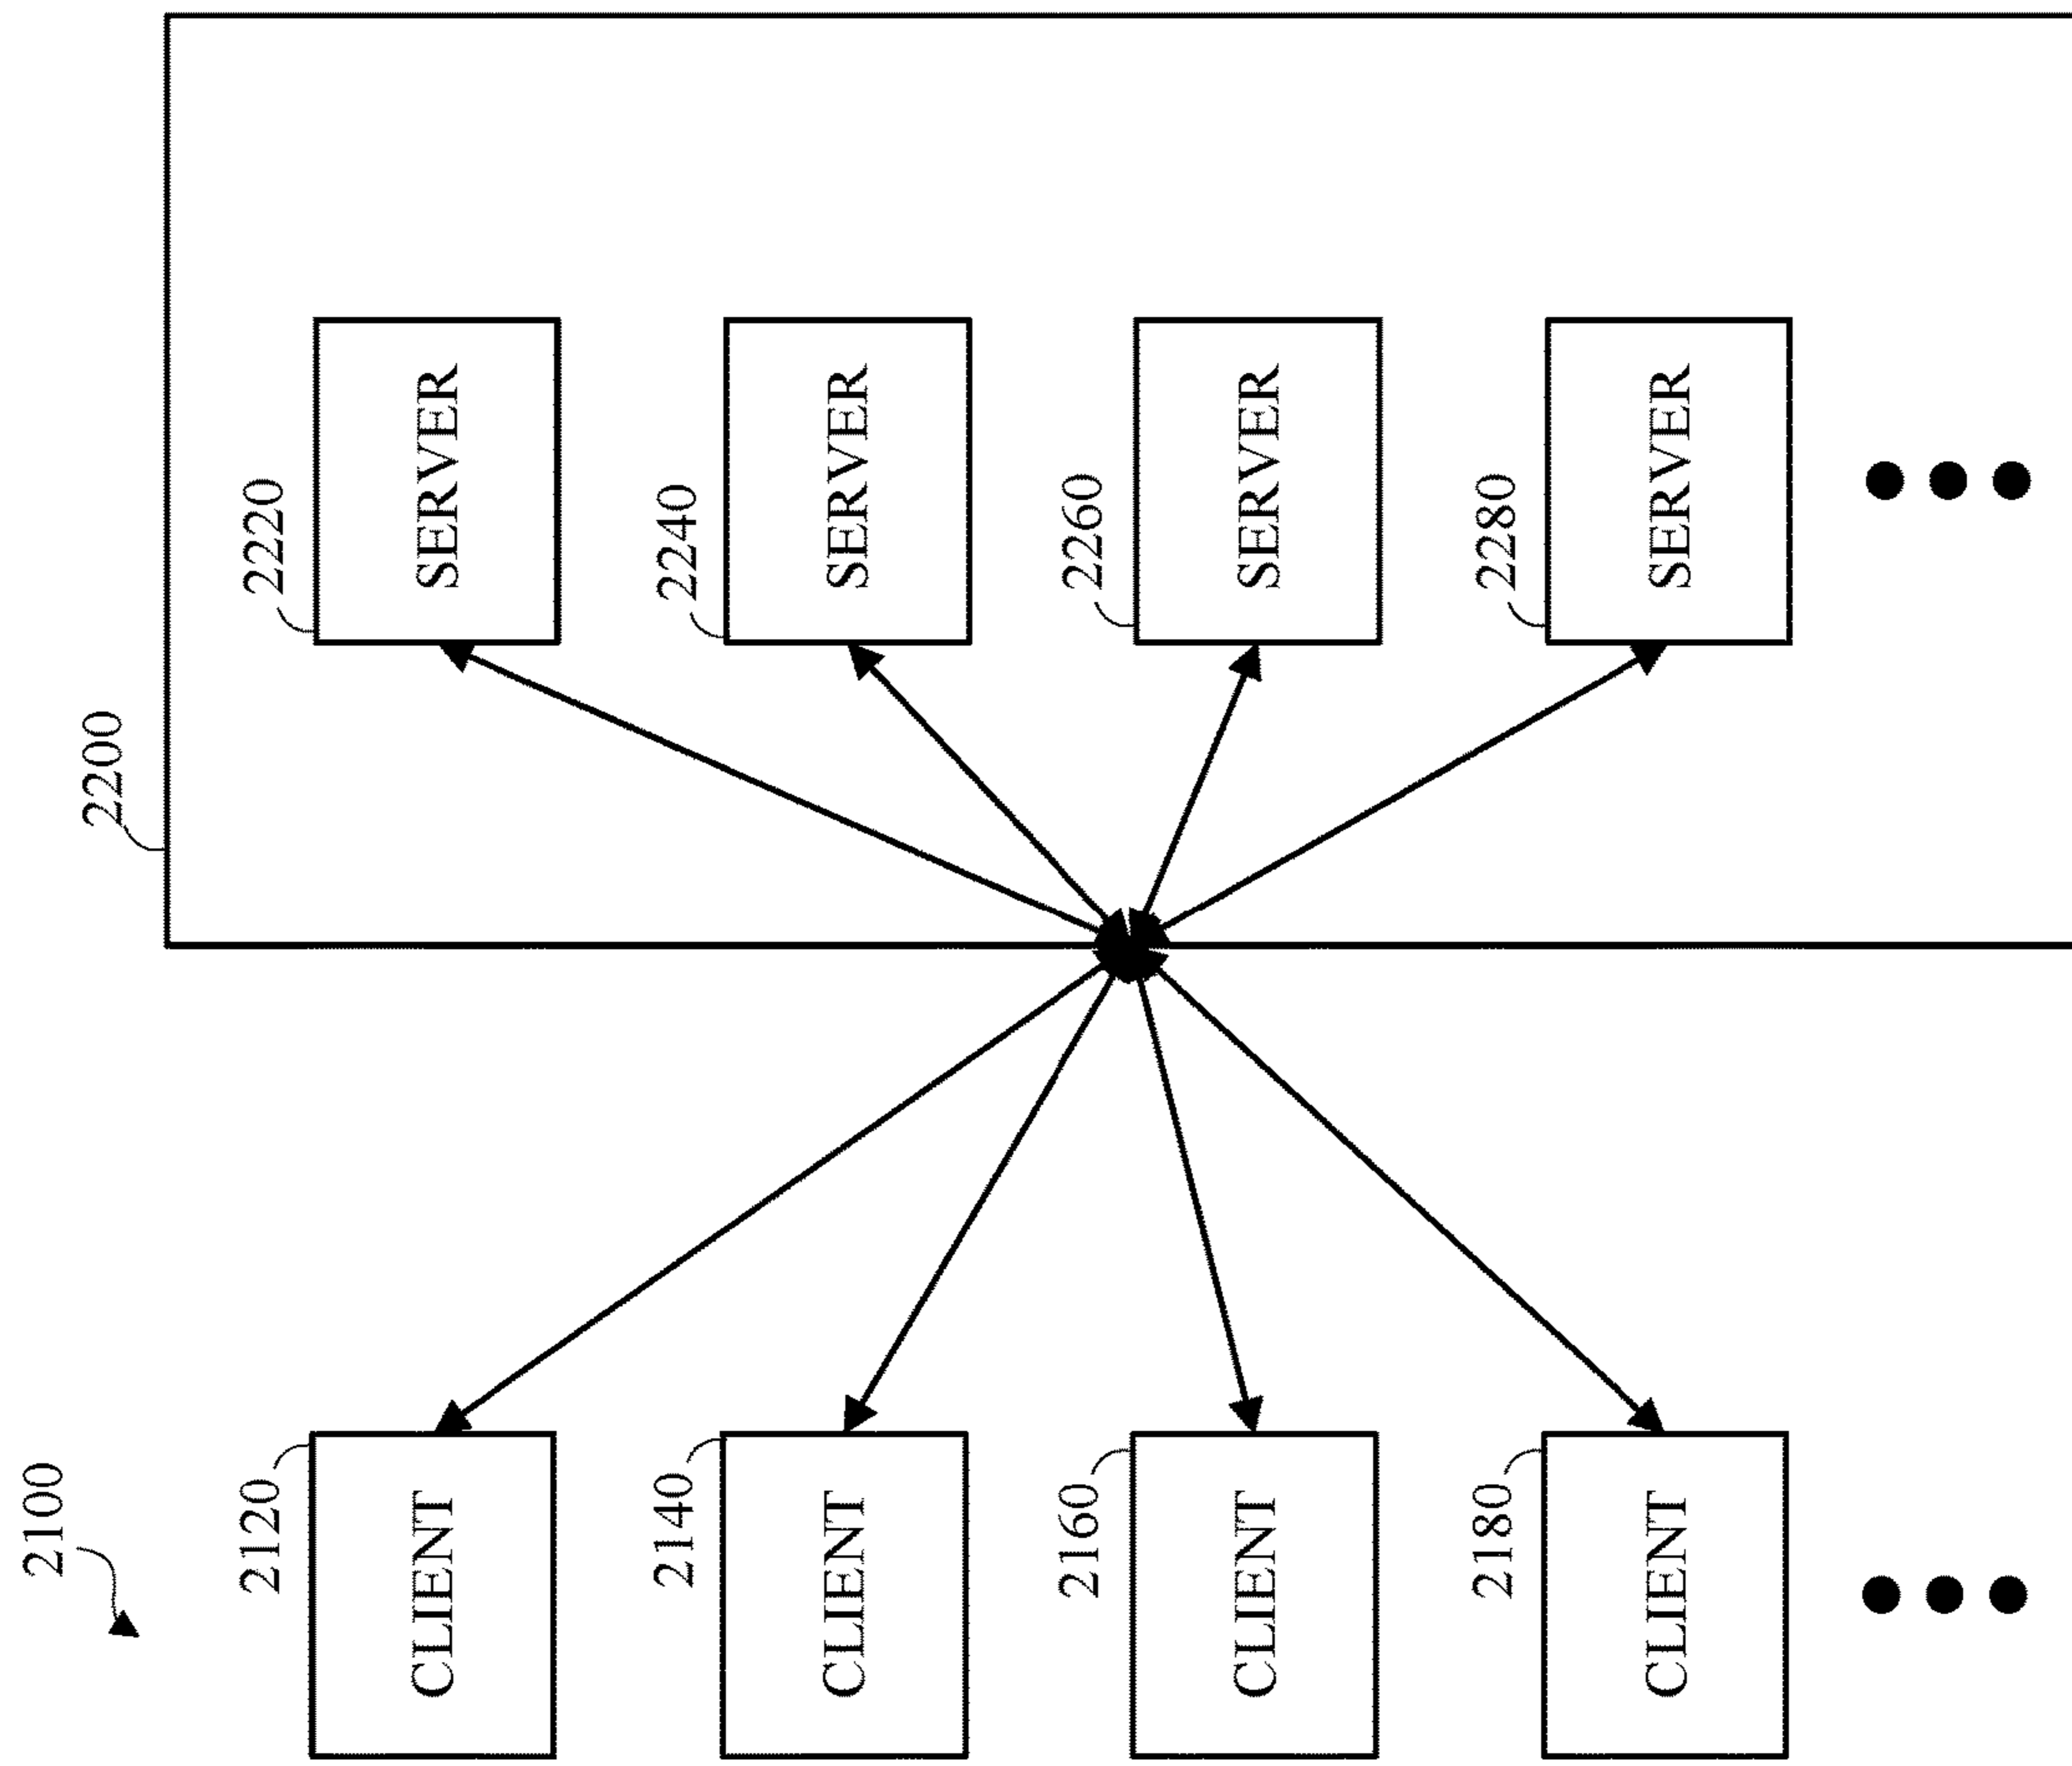 2100
2200
2120
CLIENT
2220
SERVER
2140
CLIENT
2240
SERVER
2160
CLIENT
2260
SERVER
2180
CLIENT
2280
SERVER